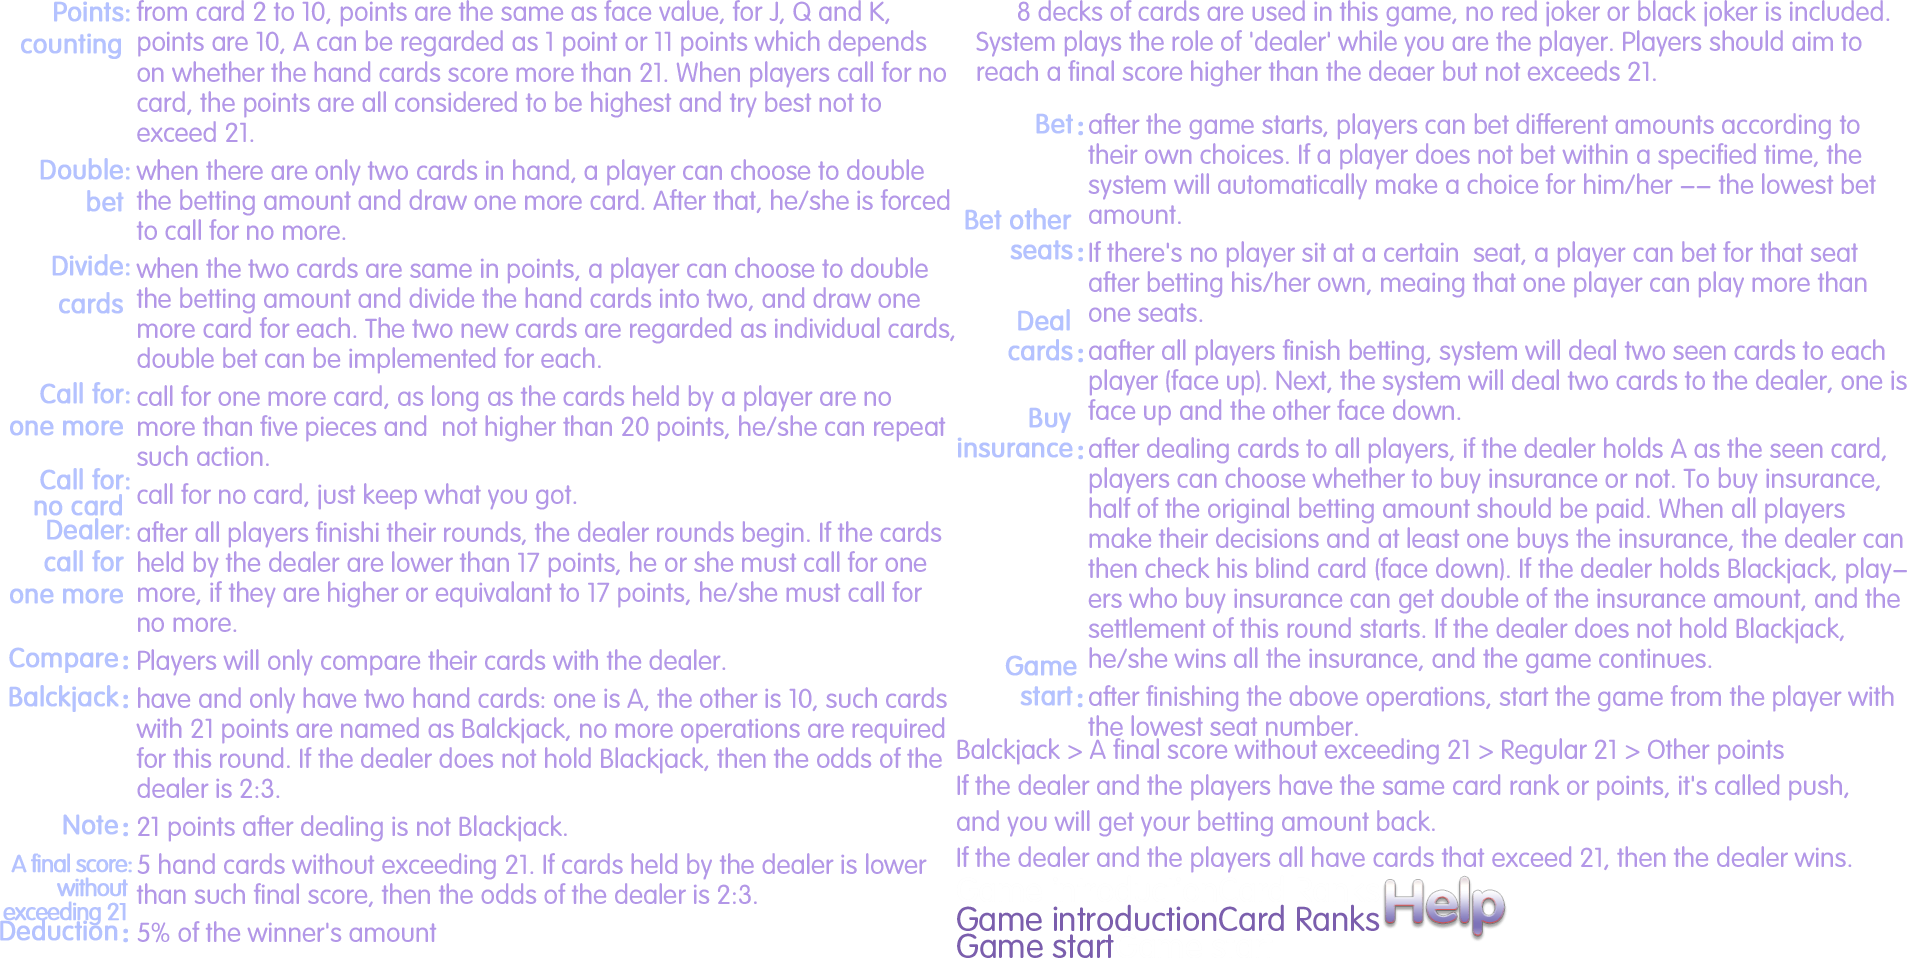 Points: from card 2 to 10, points are the same as face value, for J, Q and K,
counting points are 10, A can be regarded as 1 point or 11 points which depends
on whether the hand cards score more than 21. When players call for no
card, the points are all considered to be highest and try best not to
exceed 21.
Double: when there are only two cards in hand, a player can choose to double
bet the betting amount and draw one more card. After that, he/she is forced
to call for no more.
Divide: when the two cards are same in points, a player can choose to double
cards the betting amount and divide the hand cards into two, and draw one
more card for each. The two new cards are regarded as individual cards,
double bet can be implemented for each.
Call for: call for one more card, as long as the cards held by a player are no
one more more than five pieces and  not higher than 20 points, he/she can repeat
such action.
Call for:
no card call for no card, just keep what you got.
Dealer: after all players finishi their rounds, the dealer rounds begin. If the cards
call for held by the dealer are lower than 17 points, he or she must call for one
one more more, if they are higher or equivalant to 17 points, he/she must call for
no more.
Compare: Players will only compare their cards with the dealer.
Balckjack: have and only have two hand cards: one is A, the other is 10, such cards
with 21 points are named as Balckjack, no more operations are required
for this round. If the dealer does not hold Blackjack, then the odds of the
dealer is 2:3.
Note: 21 points after dealing is not Blackjack.
A final score: 5 hand cards without exceeding 21. If cards held by the dealer is lower
without than such final score, then the odds of the dealer is 2:3.
exceeding 21
Deduction: 5% of the winner's amount
8 decks of cards are used in this game, no red joker or black joker is included.
System plays the role of 'dealer' while you are the player. Players should aim to
reach a final score higher than the deaer but not exceeds 21.
Bet: after the game starts, players can bet different amounts according to
their own choices. If a player does not bet within a specified time, the
system will automatically make a choice for him/her -- the lowest bet
amount.
Bet other
seats: If there's no player sit at a certain  seat, a player can bet for that seat
after betting his/her own, meaing that one player can play more than
one seats.
Deal
cards: aafter all players finish betting, system will deal two seen cards to each
player (face up). Next, the system will deal two cards to the dealer, one is
face up and the other face down.
Buy
insurance: after dealing cards to all players, if the dealer holds A as the seen card,
players can choose whether to buy insurance or not. To buy insurance,
half of the original betting amount should be paid. When all players
make their decisions and at least one buys the insurance, the dealer can
then check his blind card (face down). If the dealer holds Blackjack, play-
ers who buy insurance can get double of the insurance amount, and the
settlement of this round starts. If the dealer does not hold Blackjack,
he/she wins all the insurance, and the game continues.
Game
start: after finishing the above operations, start the game from the player with
the lowest seat number.
Balckjack > A final score without exceeding 21 > Regular 21 > Other points
If the dealer and the players have the same card rank or points, it's called push,
and you will get your betting amount back.
If the dealer and the players all have cards that exceed 21, then the dealer wins.
Game introductionCard Ranks Help
Game start